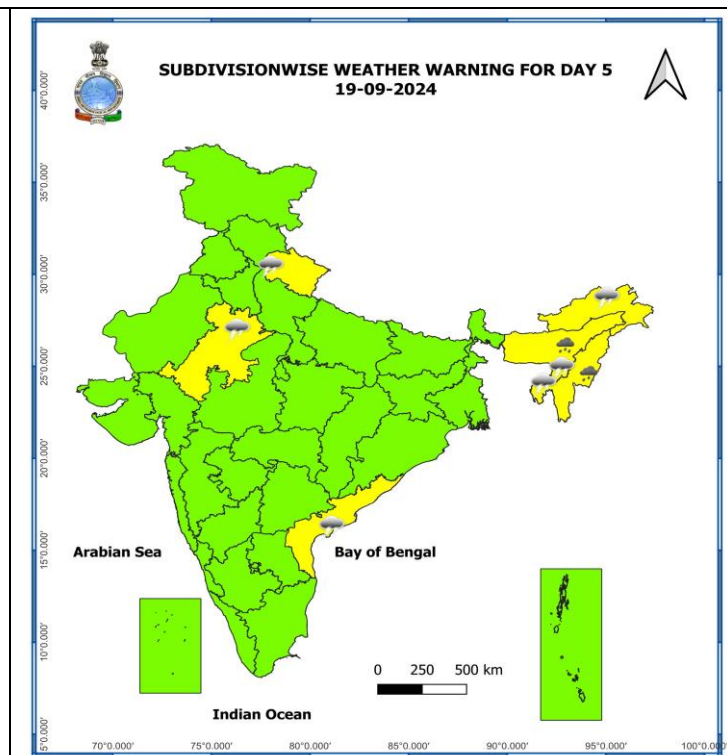 SUBDIVISIONWISE WEATHER WARNING FOR DAY 5
19-09-2024
40°0.000'
35°0.000'
30°0.000'
25°0.000'
20°0.000'
15°0.000'
10°0.000'
5°0.000'
Arabian Sea
Bay of Bengal
0 250 500 km
Indian Ocean
70°0.000' 75°0.000' 80°0.000' 85°0.000' 90°0.000' 95°0.000' 100°0.000'